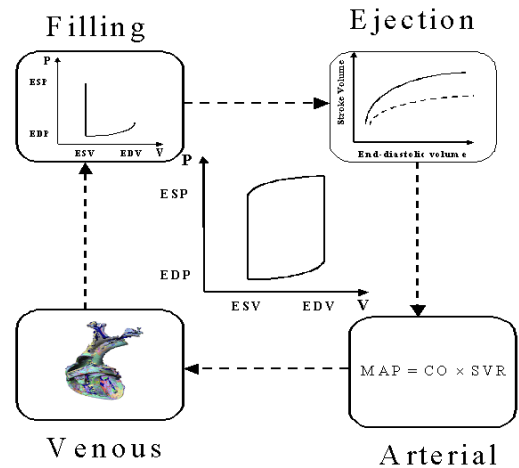 Filling
Ejection
P
ESP
EDP
ESV EDV V
Stroke Volume
End-diastolic volume
P
ESP
EDP
ESV EDV V
MAP = CO × SVR
Venous
Arterial